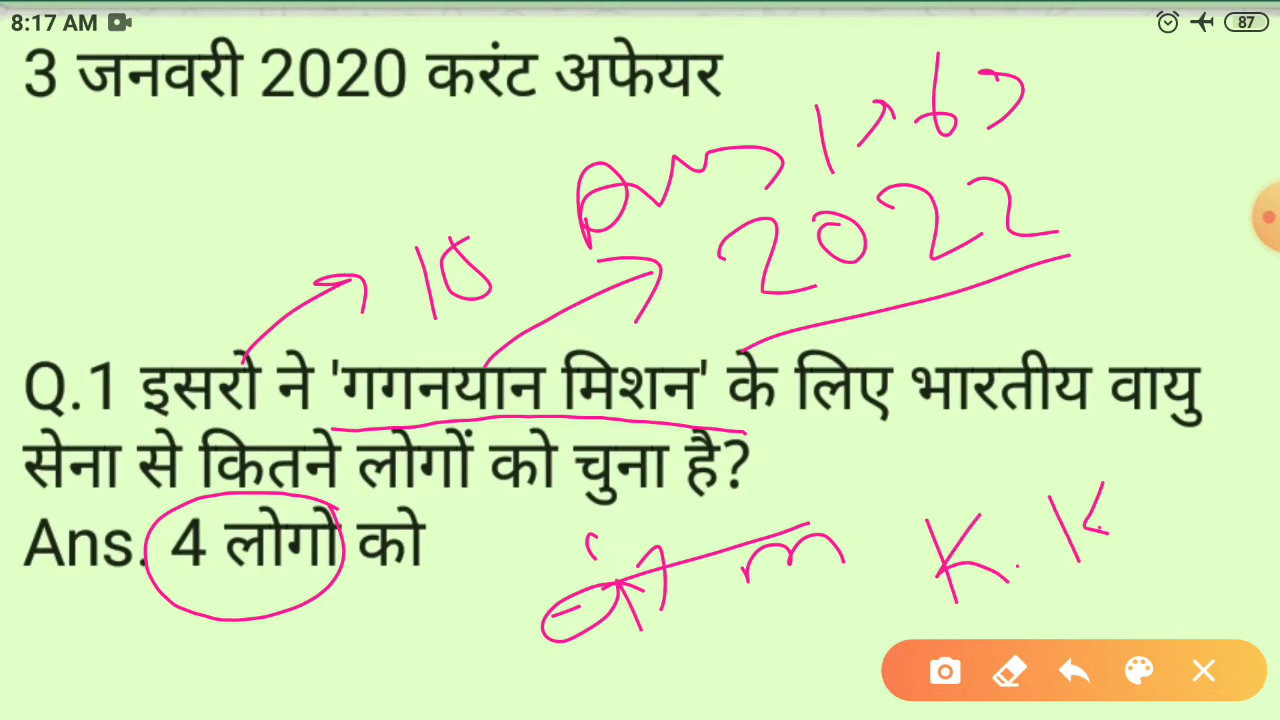 8:17 AM
87
3 जनवरी 2020 करंट अफेयर
2022
Q.1 इसरो ने 'गगनयान मिशन' के लिए भारतीय वायु
सेना से कितने लोगों को चुना है?
Ans. 4 लोगो को
K. K